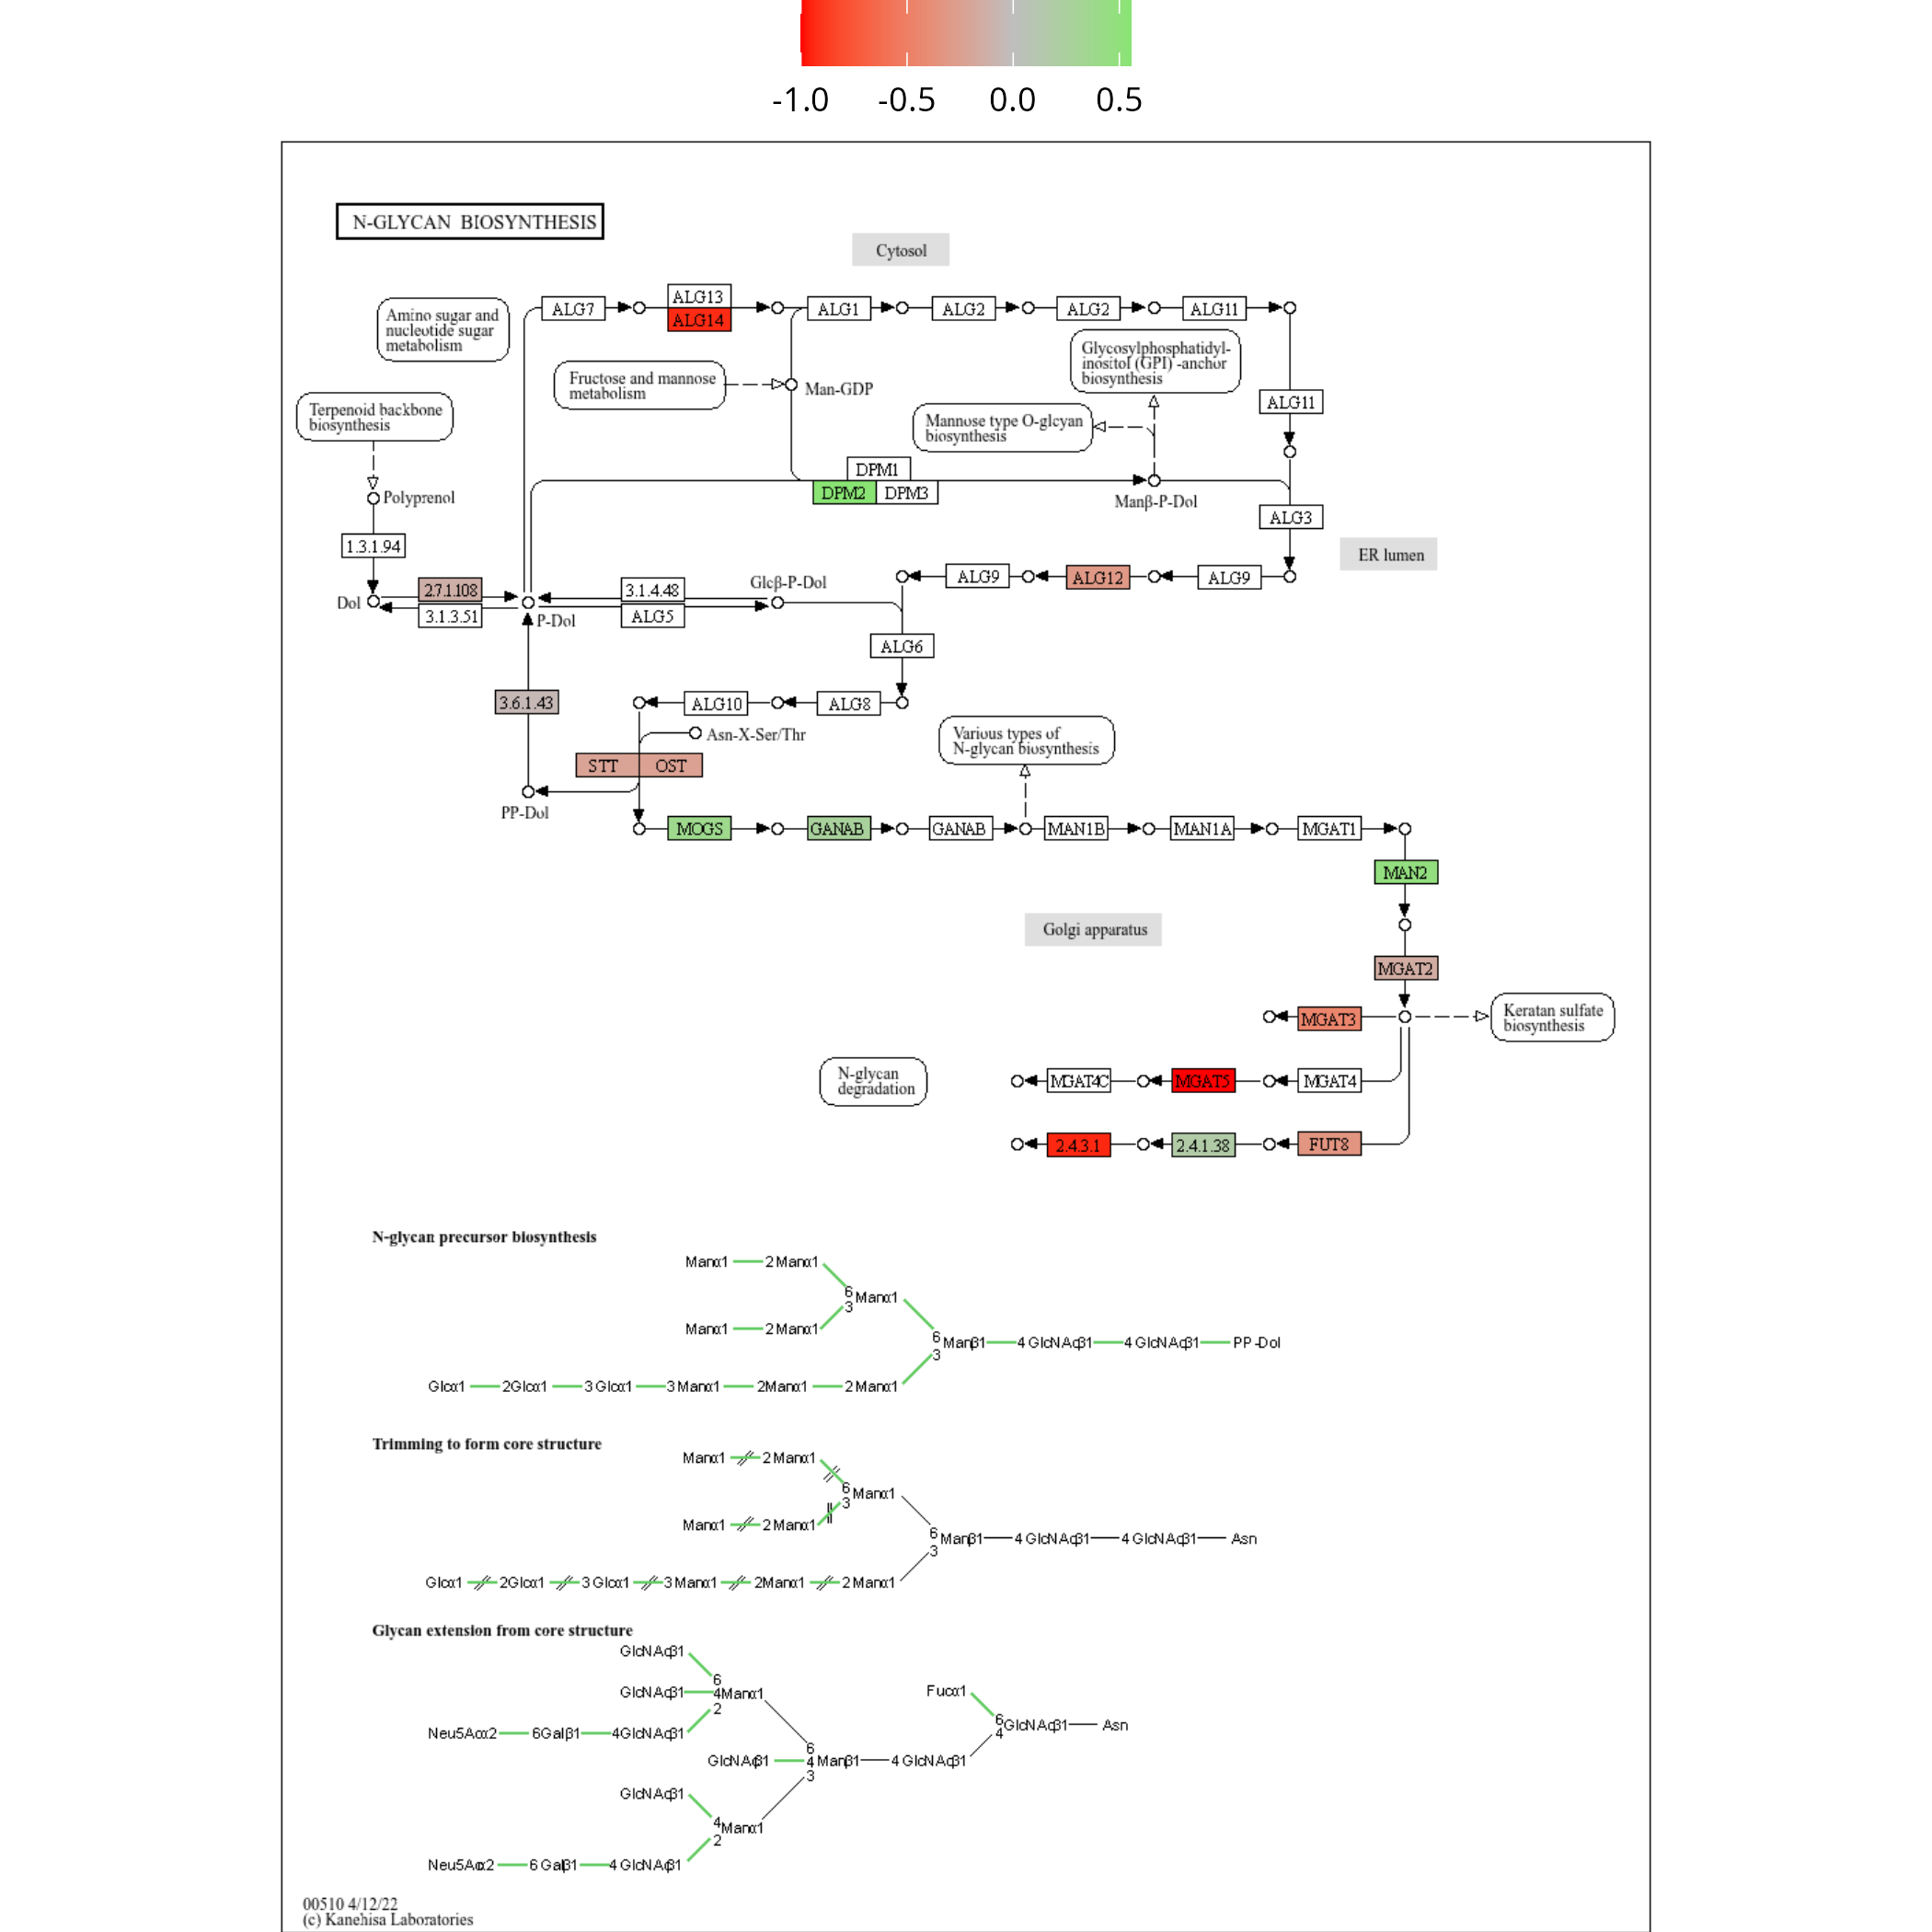 -1.0 -0.5 0.0 0.5
N-GLYCAN BIOSYNTHESIS
Cytosol
Amino sugar and
nucleotide sugar
metabolism
ALG7
ALG13
ALG14
ALG1
ALG2
ALG2
ALG11
Fructose and mannose
metabolism
Man-GDP
Glycosylphosphatidyl-
inositol (GPI) -anchor
biosynthesis
ALG11
Terpenoid backbone
biosynthesis
Mannose type O-glcyan
biosynthesis
Polyprenol
DPM1
DPM2
DPM3
Manβ-P-Dol
ALG3
1.3.1.94
ER lumen
Dol
2.7.1.108
3.1.3.51
P-Dol
3.1.4.48
ALG5
Glcβ-P-Dol
ALG9
ALG12
ALG9
ALG6
3.6.1.43
ALG10
ALG8
Asn-X-Ser/Thr
STT
OST
Various types of
N-glycan biosynthesis
PP-Dol
MOGS
GANAB
GANAB
MAN1B
MAN1A
MGAT1
MAN2
Golgi apparatus
MGAT2
MGAT3
Keratan sulfate
biosynthesis
N-glycan
degradation
MGAT4C
MGAT5
MGAT4
2.4.3.1
2.4.1.38
FUT8
N-glycan precursor biosynthesis
Manα1 2 Manα1
6
3 Manα1
Manα1 2 Manα1
6
3 Manβ1 4 GlcNAcβ1 4 GlcNAcβ1 PP-Dol
Glcα1 2Glcα1 3 Glcα1 3 Manα1 2Manα1 2 Manα1
Trimming to form core structure
Manα1 2 Manα1
6
3 Manα1
Manα1 2 Manα1
6
3 Manβ1 4 GlcNAcβ1 4 GlcNAcβ1 Asn
Glcα1 2Glcα1 3 Glcα1 3 Manα1 2Manα1 2 Manα1
Glycan extension from core structure
GlcNAcβ1
6
GlcNAcβ1 4Manα1
2
Neu5Acα2 6Galβ1 4GlcNAcβ1
Fucα1
6
4 GlcNAcβ1 Asn
6
GlcNAcβ1 4 Manβ1 4 GlcNAcβ1
3
GlcNAcβ1
4 Manα1
2
Neu5Acα2 6 Galβ1 4 GlcNAcβ1
00510 4/12/22
(c) Kanehisa Laboratories